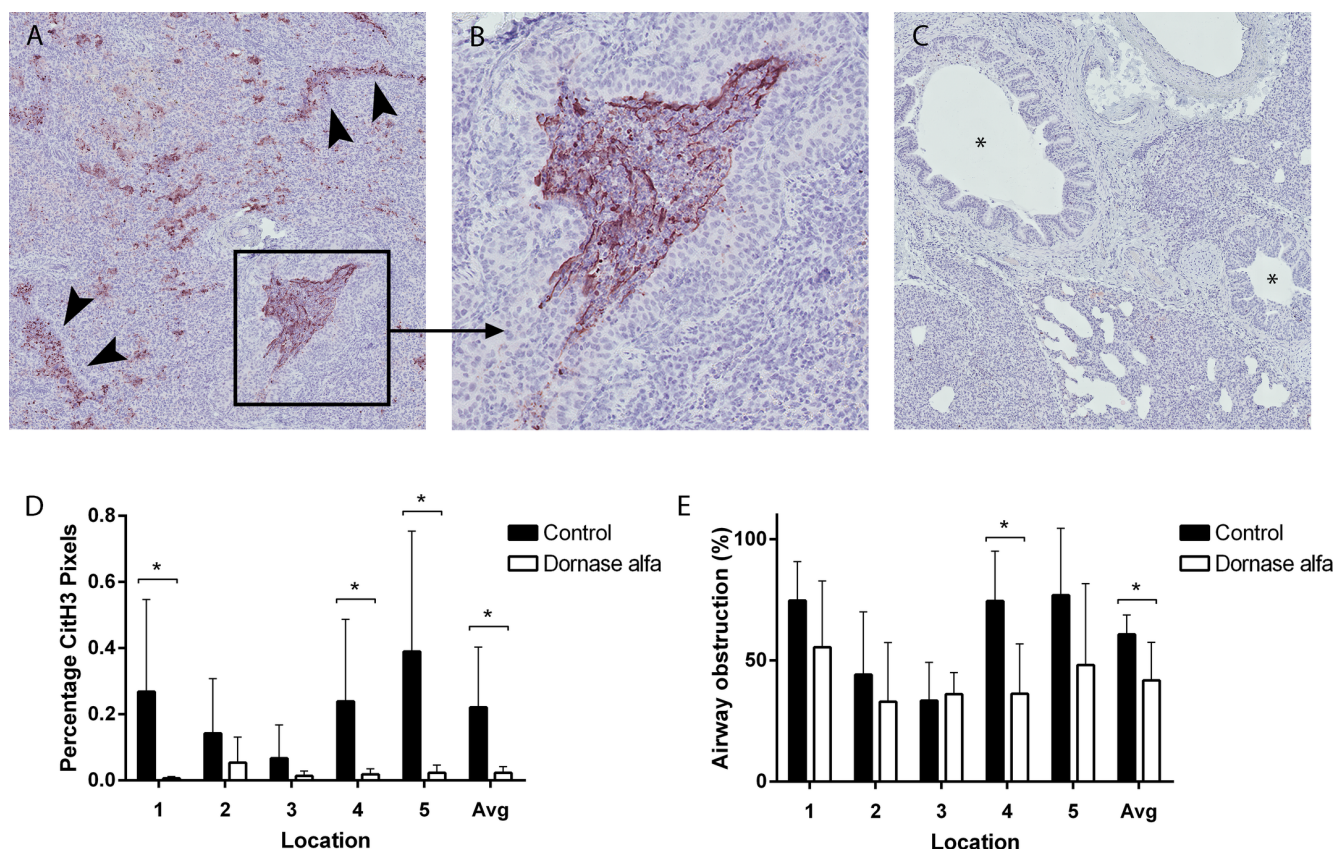 A
B
C
*
*
D
Percentage CitH3 Pixels
0.8
0.6
0.4
0.2
0.0
*
*
*
*
1
2
3
4
5
Avg
Location
Control
Dornase alfa
E
Airway obstruction (%)
100
50
0
*
*
1
2
3
4
5
Avg
Location
Control
Dornase alfa